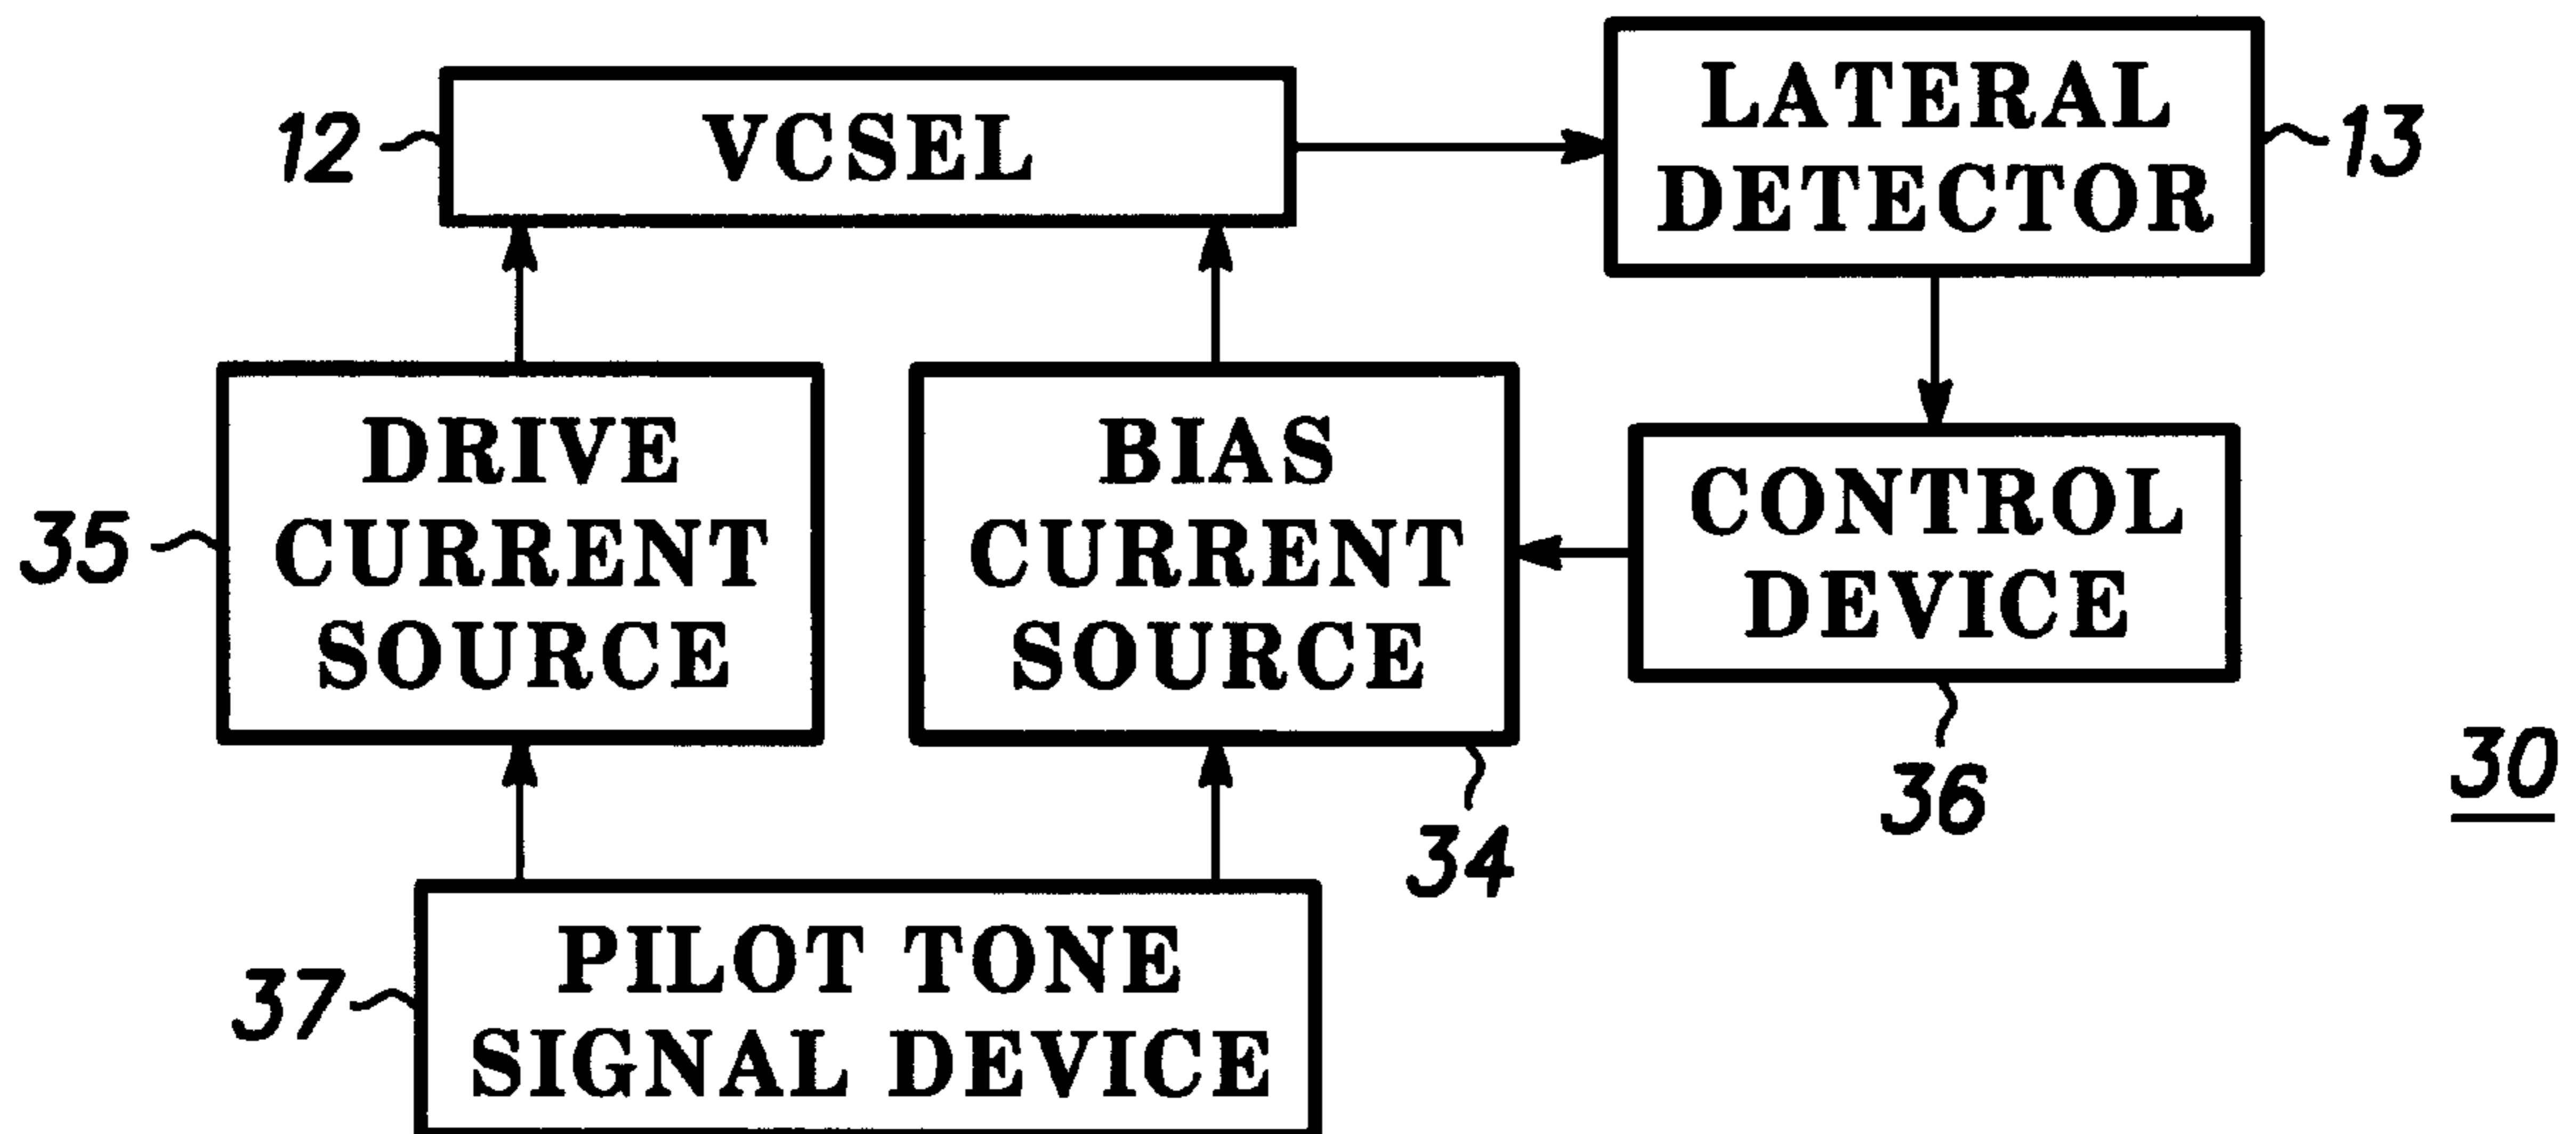 12
VCSEL
LATERAL
DETECTOR
13
35
DRIVE
CURRENT
SOURCE
BIAS
CURRENT
SOURCE
34
CONTROL
DEVICE
36
30
37
PILOT TONE
SIGNAL DEVICE